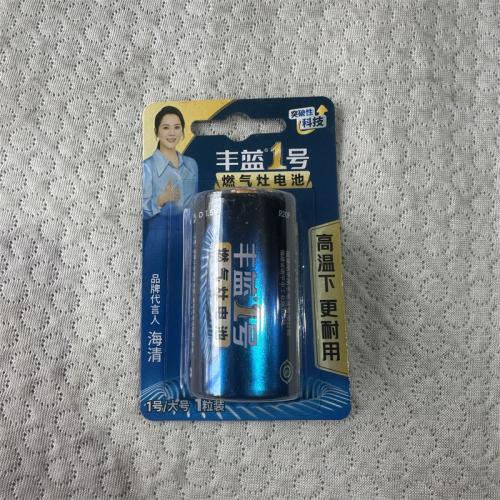 突破性
科技
丰蓝®1号
燃气灶电池
R20P
丰蓝1号
燃气灶电池
高温下 更耐用
品牌代言人 海清
1号/大号 1粒装